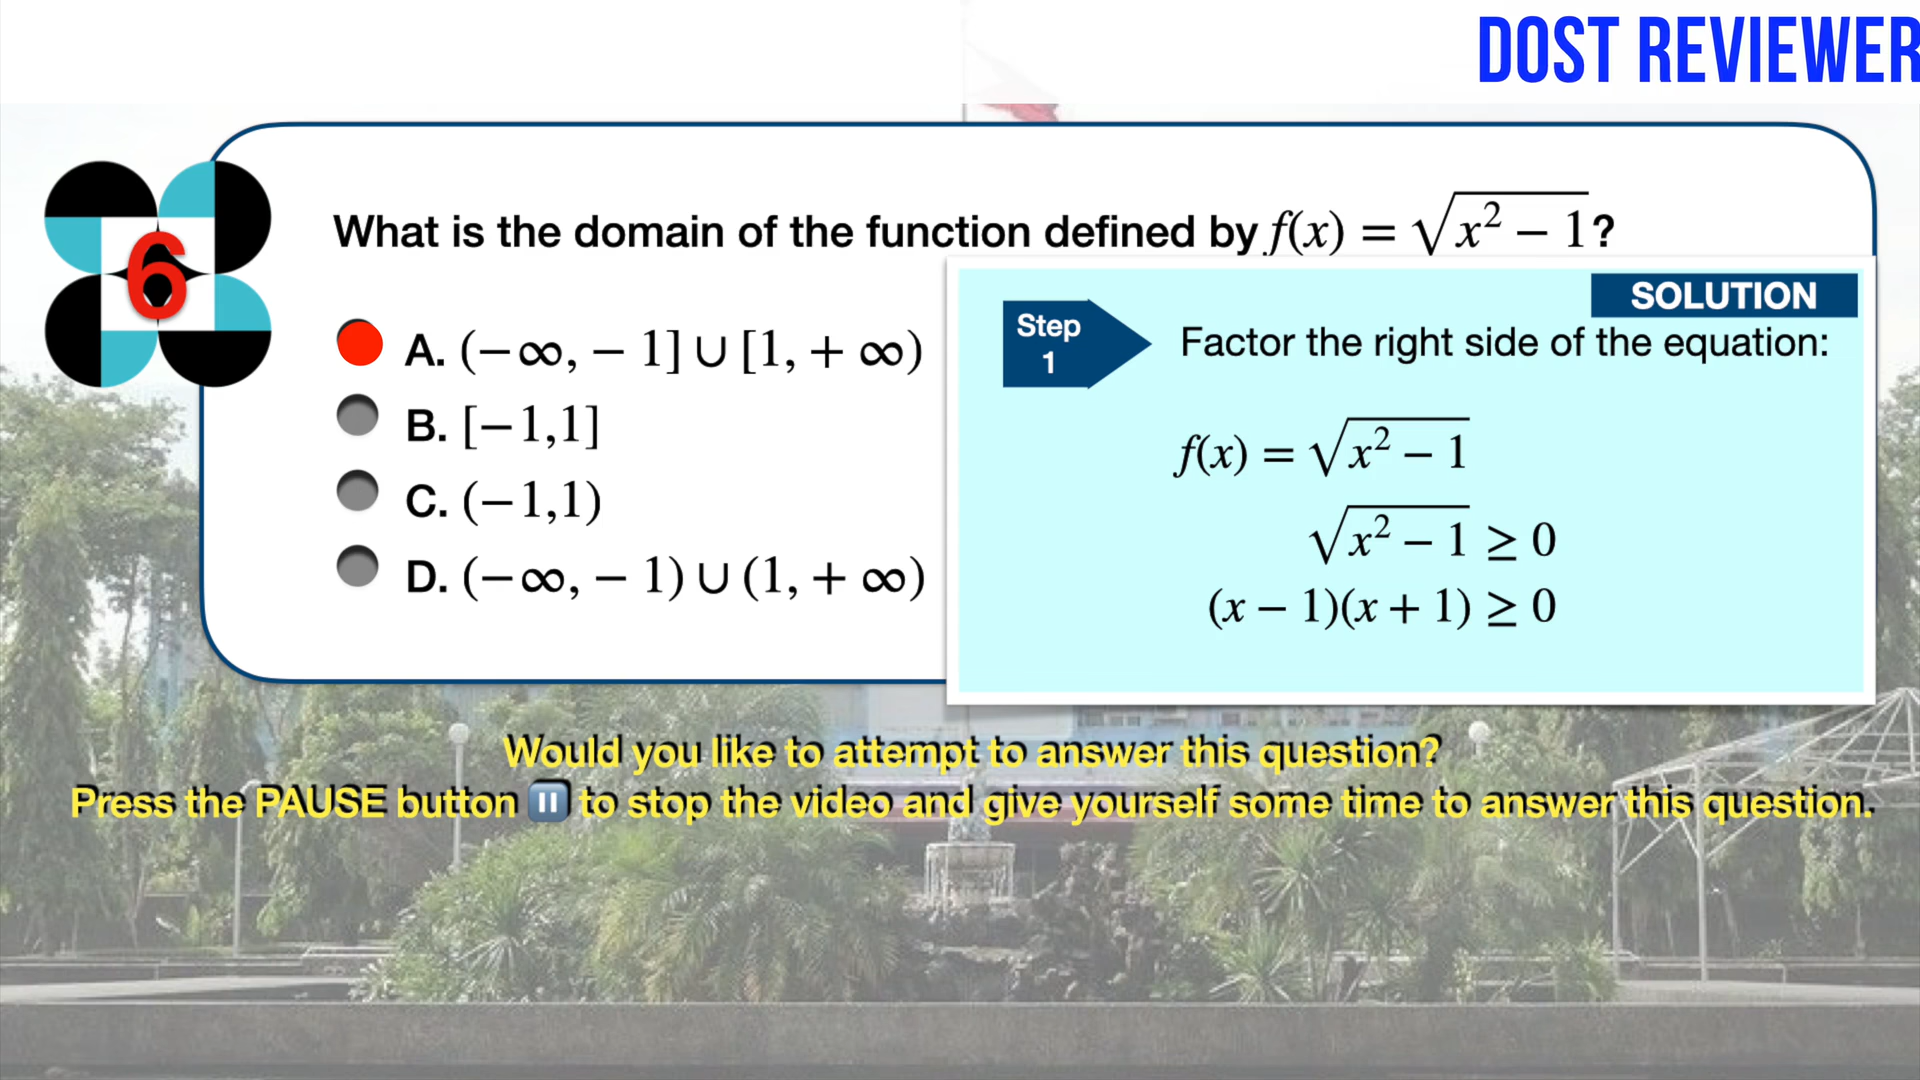 DOST REVIEWER
6
What is the domain of the function defined by f(x) = √(x² − 1)?
A. (−∞, − 1] ∪ [1, + ∞)
B. [−1,1]
C. (−1,1)
D. (−∞, − 1) ∪ (1, + ∞)
SOLUTION
Step
1
Factor the right side of the equation:
f(x) = √(x² − 1)
√(x² − 1) ≥ 0
(x − 1)(x + 1) ≥ 0
Would you like to attempt to answer this question?
Press the PAUSE button ⏸ to stop the video and give yourself some time to answer this question.